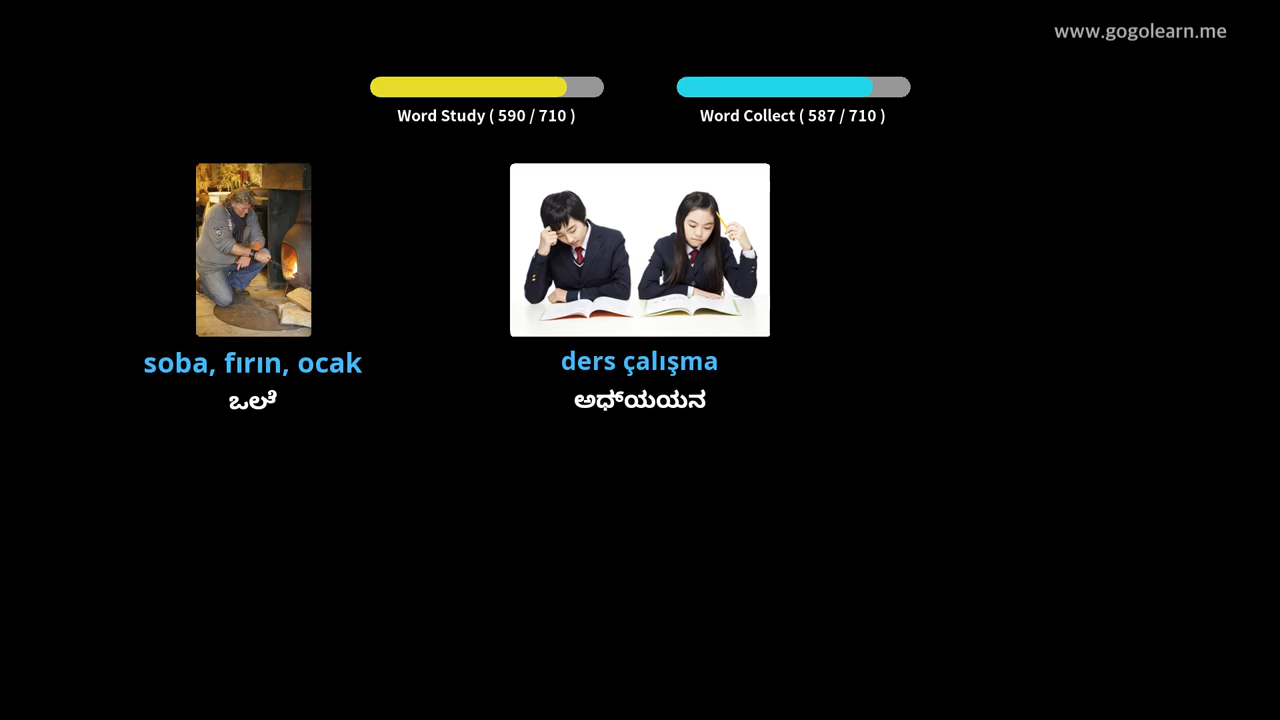 www.gogolearn.me
Word Study ( 590 / 710 )
Word Collect ( 587 / 710 )
soba, fırın, ocak
ಒಲೆ
ders çalışma
ಅಧ್ಯಯನ